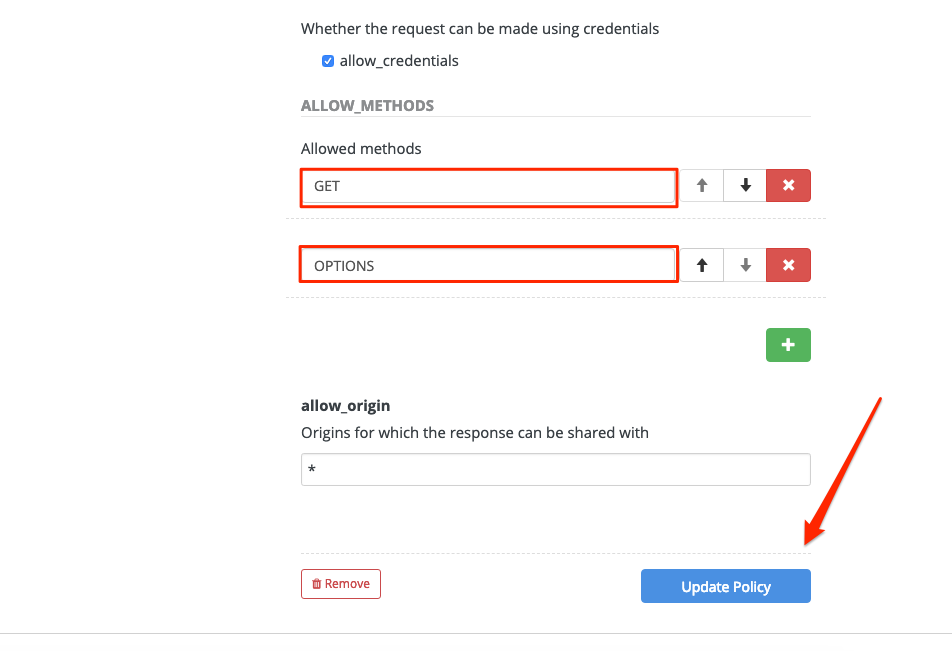 Whether the request can be made using credentials
allow_credentials
ALLOW_METHODS
Allowed methods
GET
OPTIONS
allow_origin
Origins for which the response can be shared with
*
Remove
Update Policy